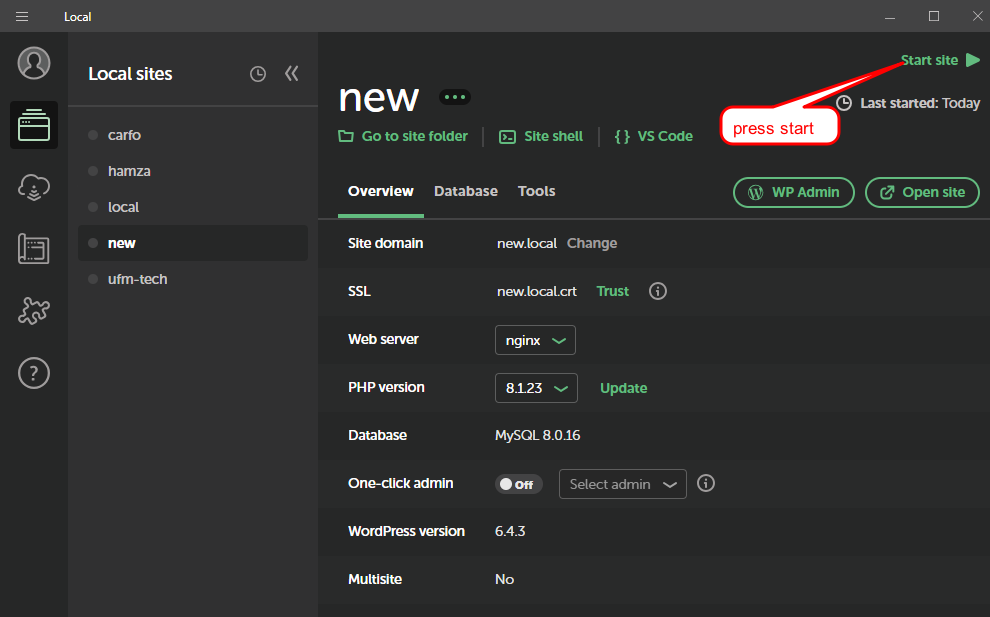 Local
Local sites
carfo
hamza
local
new
ufm-tech
Start site
new
Last started: Today
press start
Go to site folder
Site shell
{ } VS Code
Overview Database Tools
WP Admin Open site
Site domain new.local Change
SSL new.local.crt Trust
Web server nginx
PHP version 8.1.23 Update
Database MySQL 8.0.16
One-click admin Off Select admin
WordPress version 6.4.3
Multisite No